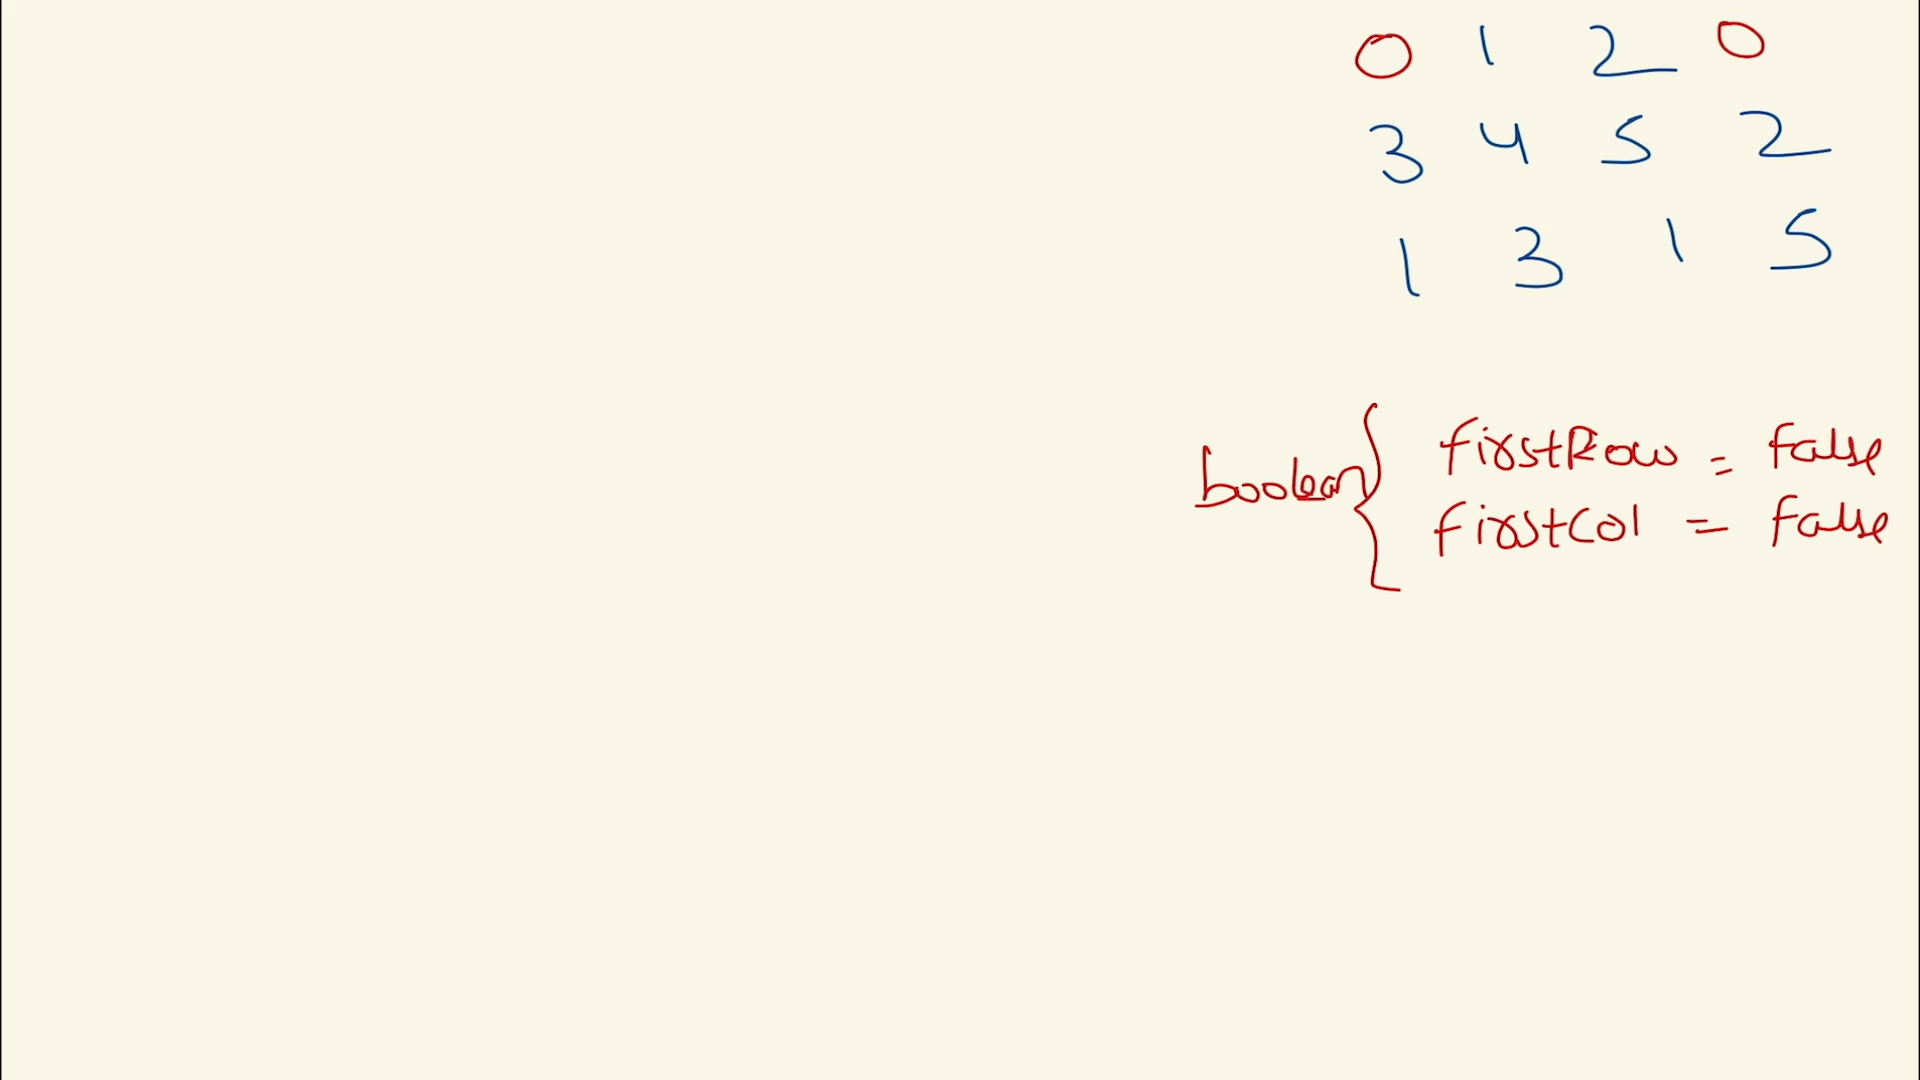 0 1 2 0
3 4 5 2
1 3 1 5
boolean { firstRow = false
firstCol = false